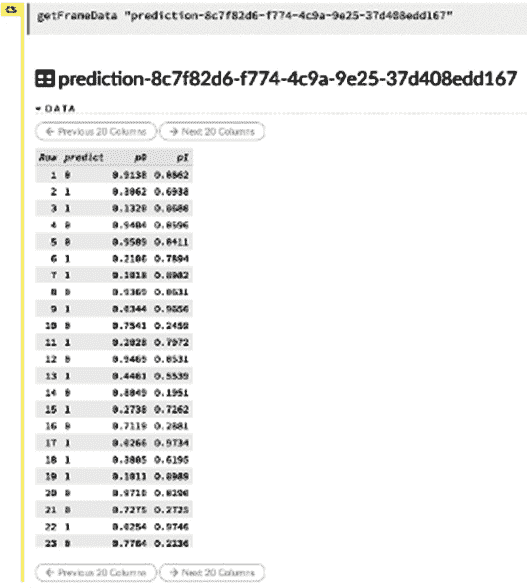 CS
getFrameData "prediction-8c7f82d6-f774-4c9a-9e25-37d408edd167"
prediction-8c7f82d6-f774-4c9a-9e25-37d408edd167
DATA
← Previous 20 Columns → Next 20 Columns
Row predict p0 p1
1 0 0.9138 0.0862
2 1 0.3062 0.6938
3 1 0.1320 0.8680
4 0 0.9404 0.0596
5 0 0.9589 0.0411
6 1 0.2106 0.7894
7 1 0.1018 0.8982
8 0 0.9369 0.0631
9 1 0.0344 0.9656
10 0 0.7541 0.2459
11 1 0.2028 0.7972
12 0 0.9469 0.0531
13 1 0.4461 0.5539
14 0 0.8049 0.1951
15 1 0.2738 0.7262
16 0 0.7119 0.2881
17 1 0.0266 0.9734
18 1 0.3805 0.6195
19 1 0.1011 0.8989
20 0 0.9710 0.0290
21 0 0.7275 0.2725
22 1 0.0254 0.9746
23 0 0.7764 0.2236
← Previous 20 Columns → Next 20 Columns